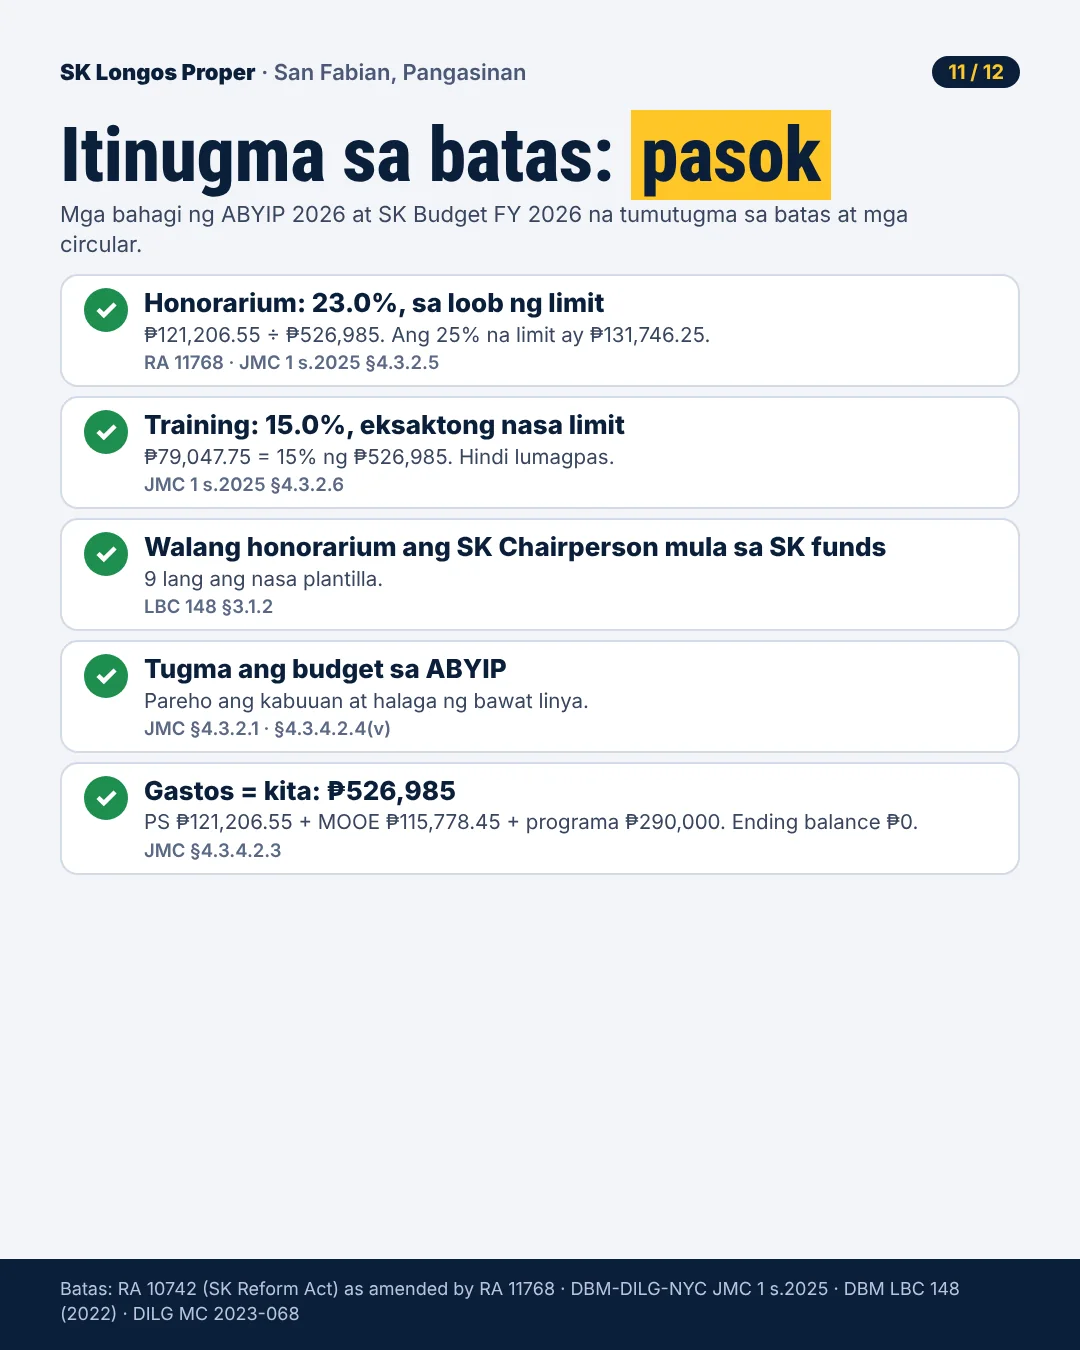 SK Longos Proper · San Fabian, Pangasinan
11 / 12
Itinugma sa batas: pasok
Mga bahagi ng ABYIP 2026 at SK Budget FY 2026 na tumutugma sa batas at mga
circular.
Honorarium: 23.0%, sa loob ng limit
₱121,206.55 ÷ ₱526,985. Ang 25% na limit ay ₱131,746.25.
RA 11768 · JMC 1 s.2025 §4.3.2.5
Training: 15.0%, eksaktong nasa limit
₱79,047.75 = 15% ng ₱526,985. Hindi lumagpas.
JMC 1 s.2025 §4.3.2.6
Walang honorarium ang SK Chairperson mula sa SK funds
9 lang ang nasa plantilla.
LBC 148 §3.1.2
Tugma ang budget sa ABYIP
Pareho ang kabuuan at halaga ng bawat linya.
JMC §4.3.2.1 · §4.3.4.2.4(v)
Gastos = kita: ₱526,985
PS ₱121,206.55 + MOOE ₱115,778.45 + programa ₱290,000. Ending balance ₱0.
JMC §4.3.4.2.3
Batas: RA 10742 (SK Reform Act) as amended by RA 11768 · DBM-DILG-NYC JMC 1 s.2025 · DBM LBC 148
(2022) · DILG MC 2023-068